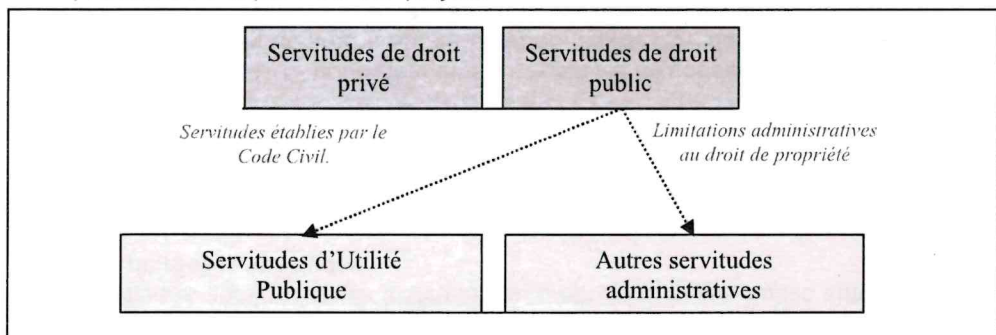 Servitudes de droit
privé
Servitudes de droit
public
Servitudes établies par le
Code Civil.
Limitations administratives
au droit de propriété
Servitudes d'Utilité
Publique
Autres servitudes
administratives